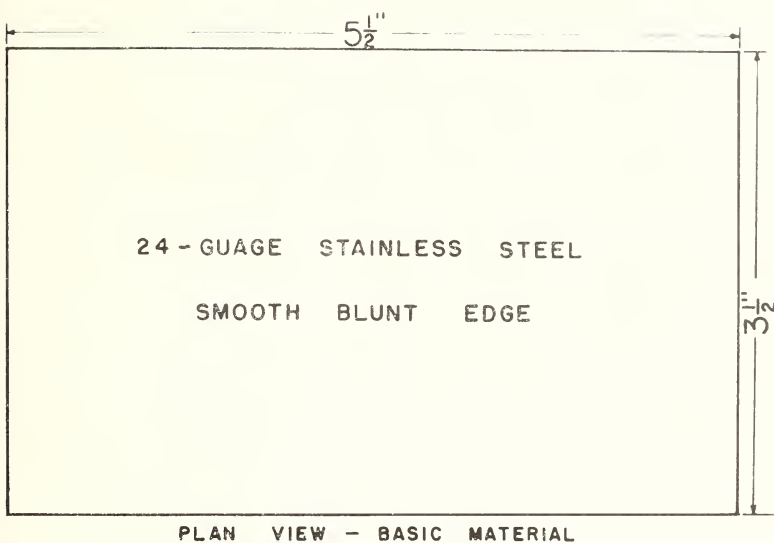 5½"
24-GUAGE STAINLESS STEEL
SMOOTH BLUNT EDGE
3½"
PLAN VIEW - BASIC MATERIAL